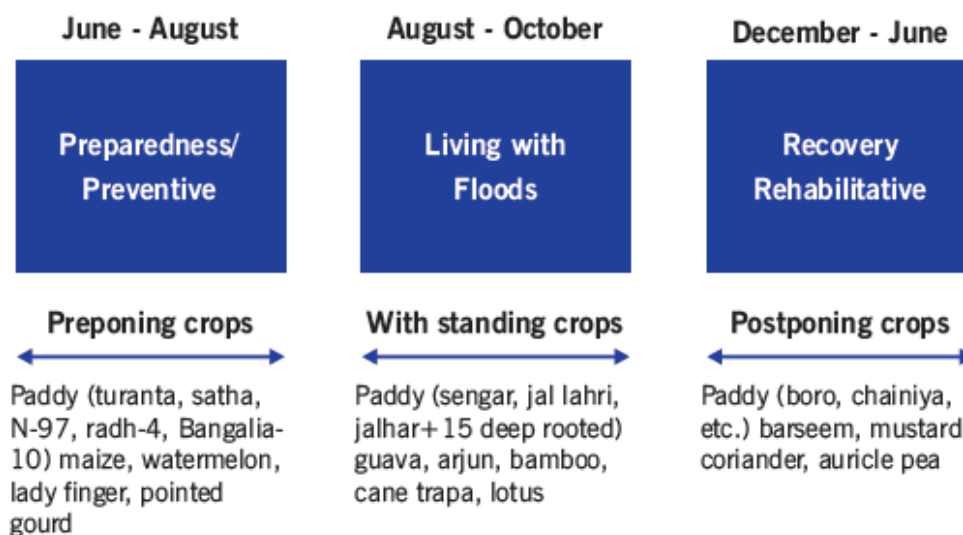 June - August
Preparedness/
Preventive
Preponing crops
Paddy (turanta, satha,
N-97, radh-4, Bangalia-
10) maize, watermelon,
lady finger, pointed
gourd
August - October
Living with
Floods
With standing crops
Paddy (sengar, jal lahri,
jalhar+15 deep rooted)
guava, arjun, bamboo,
cane trapa, lotus
December - June
Recovery
Rehabilitative
Postponing crops
Paddy (boro, chainiya,
etc.) barseem, mustard
coriander, auricle pea